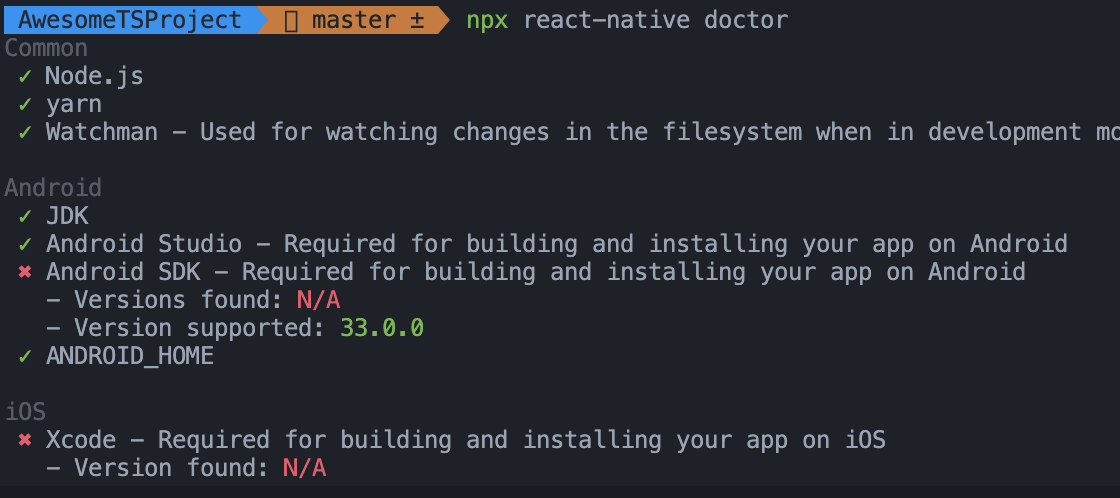 AwesomeTSProject master ± npx react-native doctor
Common
✓ Node.js
✓ yarn
✓ Watchman – Used for watching changes in the filesystem when in development
Android
✓ JDK
✓ Android Studio – Required for building and installing your app on Android
✖ Android SDK – Required for building and installing your app on Android
– Versions found: N/A
– Version supported: 33.0.0
✓ ANDROID_HOME
iOS
✖ Xcode – Required for building and installing your app on iOS
– Version found: N/A